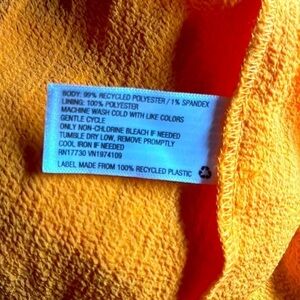 BODY: 99% RECYCLED POLYESTER / 1% SPANDEX
LINING: 100% POLYESTER
MACHINE WASH COLD WITH LIKE COLORS
GENTLE CYCLE
ONLY NON-CHLORINE BLEACH IF NEEDED
TUMBLE DRY LOW, REMOVE PROMPTLY
COOL IRON IF NEEDED
RN17730 VN1974109
LABEL MADE FROM 100% RECYCLED PLASTIC